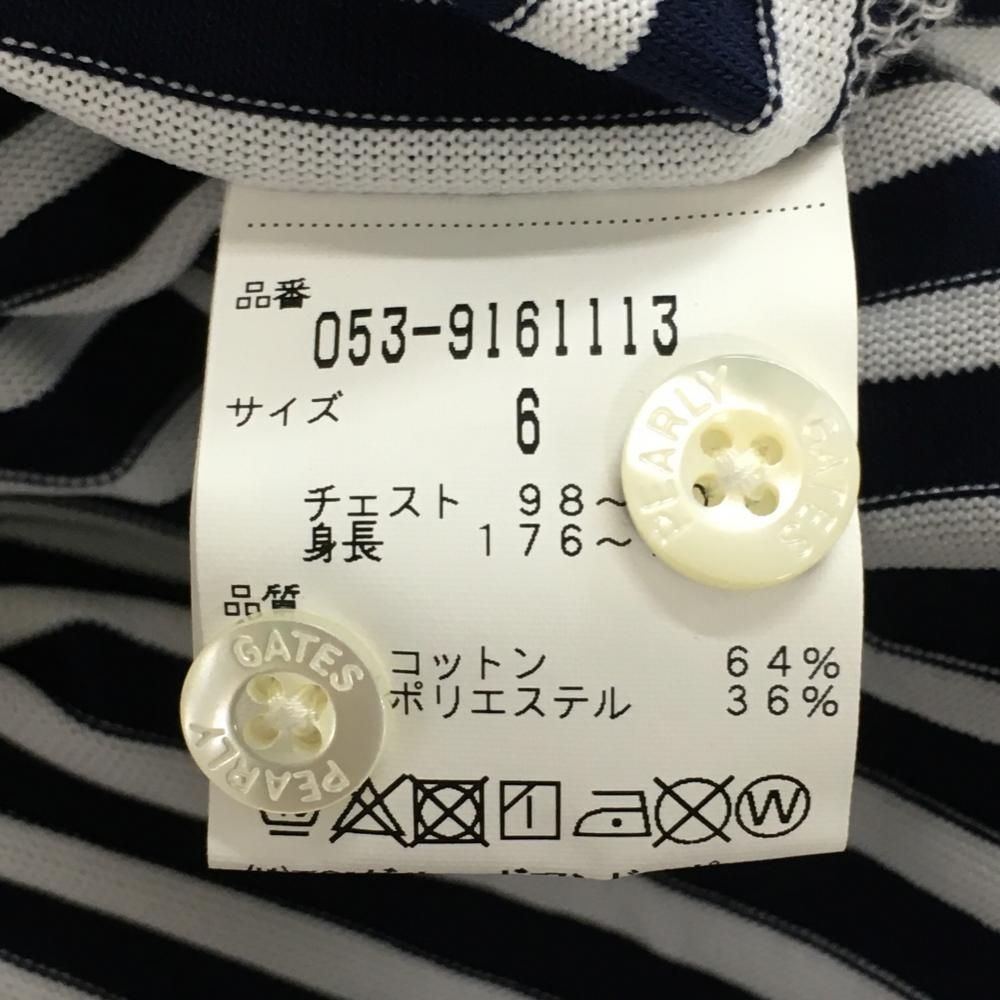 品番
053-9161113
サイズ 6
チェスト 98~
身長 176~
品質
コットン 64%
ポリエステル 36%
PEARLY GATES
GATES PEARLY
W